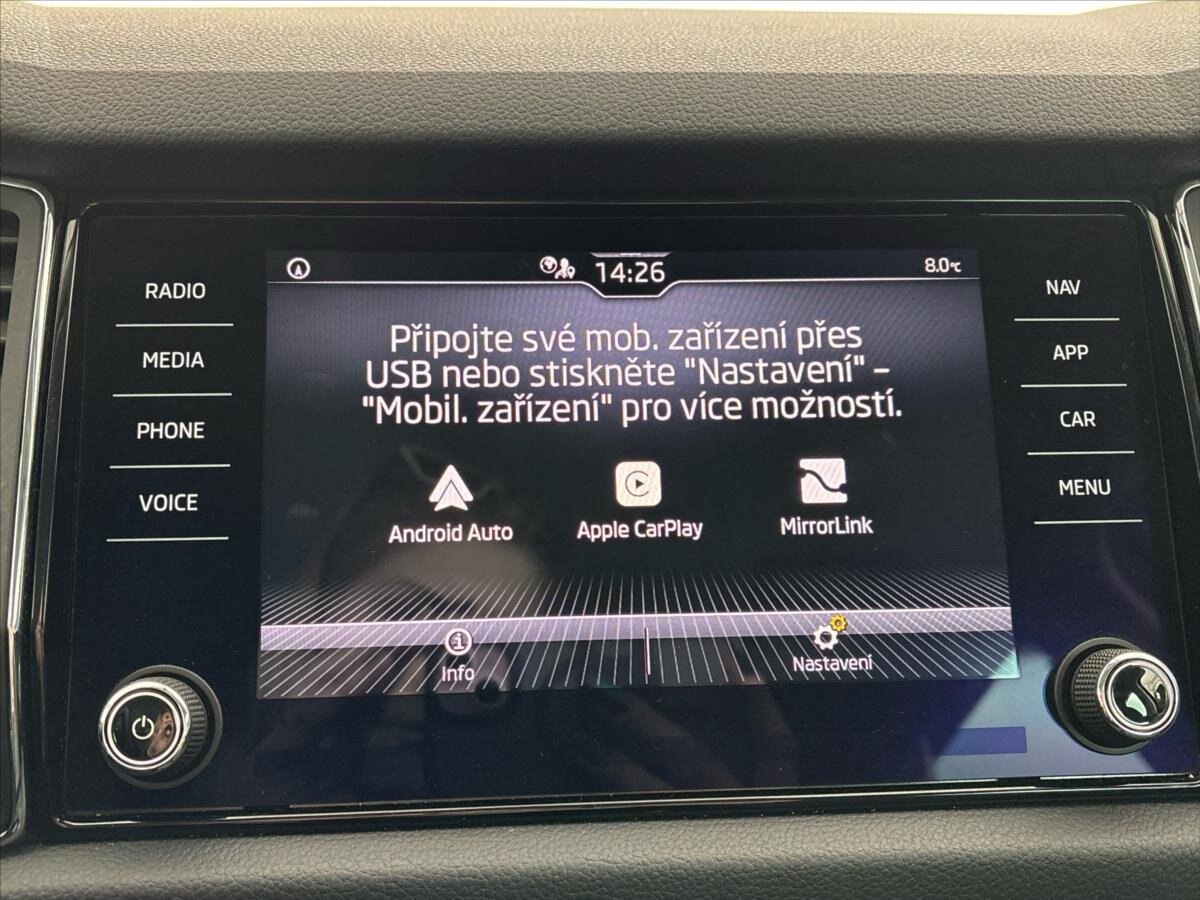 14:26
8.0°C
RADIO
MEDIA
PHONE
VOICE
Připojte své mob. zařízení přes
USB nebo stiskněte "Nastavení" –
"Mobil. zařízení" pro více možností.
Android Auto
Apple CarPlay
MirrorLink
Info
Nastavení
NAV
APP
CAR
MENU